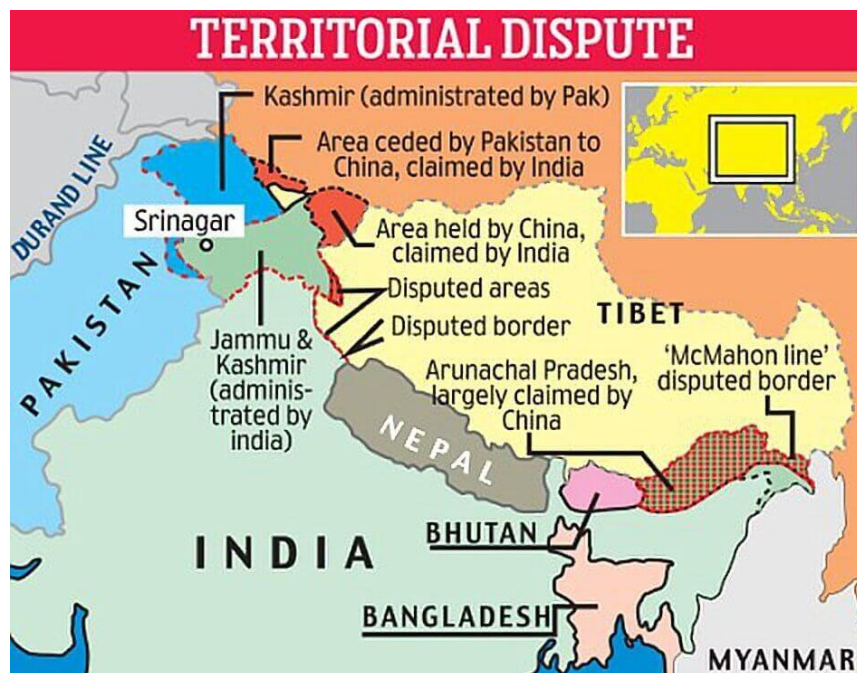 TERRITORIAL DISPUTE
Kashmir (administrated by Pak)
Area ceded by Pakistan to
China, claimed by India
DURAND LINE
Srinagar
Area held by China,
claimed by India
PAKISTAN
Disputed areas
TIBET
Disputed border
Jammu &
Kashmir
(adminis-
trated by
india)
Arunachal Pradesh,
largely claimed by
China
‘McMahon line’
disputed border
NEPAL
INDIA
BHUTAN
BANGLADESH
MYANMAR